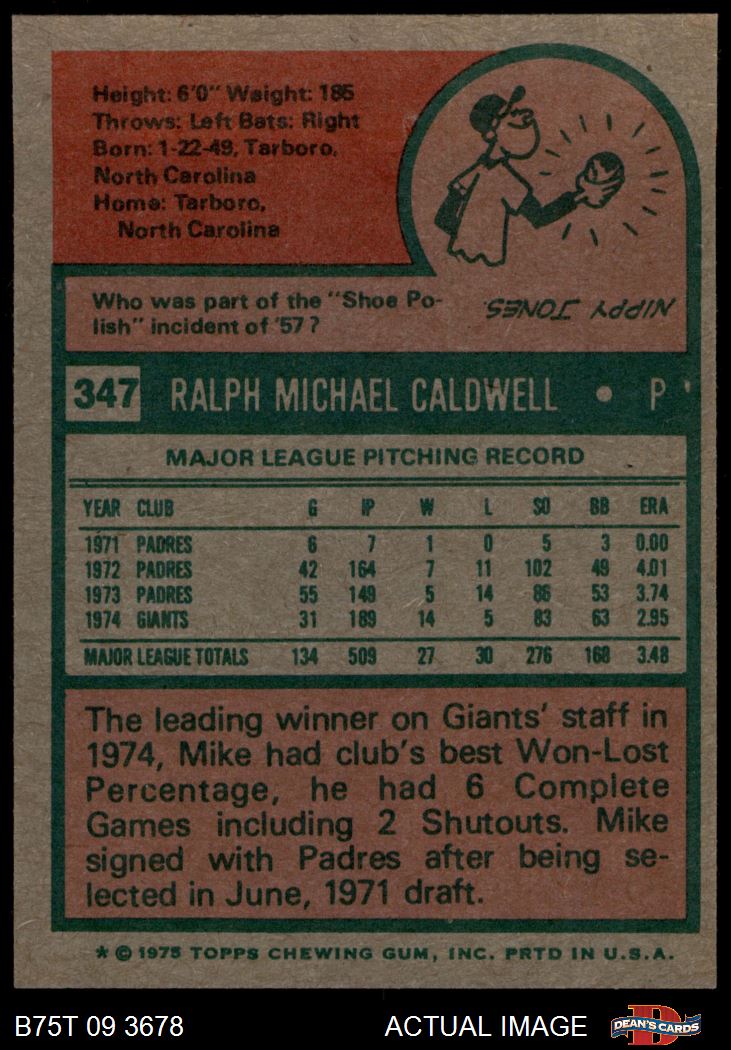 Height: 6'0" Weight: 185
Throws: Left Bats: Right
Born: 1-22-49, Tarboro,
North Carolina
Home: Tarboro,
North Carolina
Who was part of the "Shoe Po-
lish" incident of '57?
NIPPY JONES.
347 RALPH MICHAEL CALDWELL • P
MAJOR LEAGUE PITCHING RECORD
YEAR CLUB G IP W L SO BB ERA
1971 PADRES 6 7 1 0 5 3 0.00
1972 PADRES 42 164 7 11 102 49 4.01
1973 PADRES 55 149 5 14 86 53 3.74
1974 GIANTS 31 189 14 5 83 63 2.95
MAJOR LEAGUE TOTALS 134 509 27 30 276 168 3.48
The leading winner on Giants' staff in
1974, Mike had club's best Won-Lost
Percentage, he had 6 Complete
Games including 2 Shutouts. Mike
signed with Padres after being se-
lected in June, 1971 draft.
* © 1975 TOPPS CHEWING GUM, INC. PRTD IN U.S.A.
B75T 09 3678 ACTUAL IMAGE DEAN'S CARDS